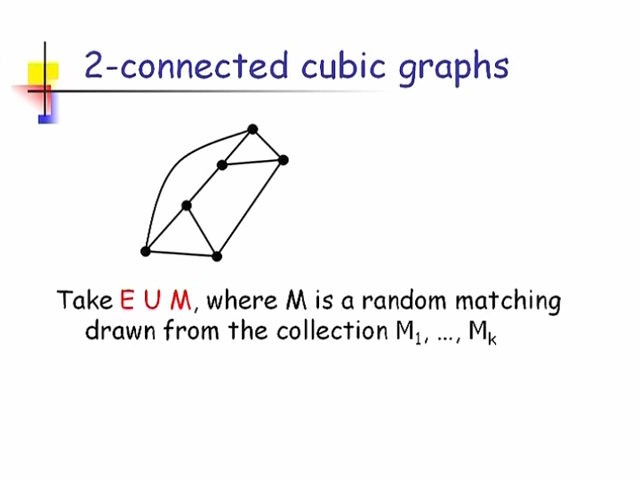 2-connected cubic graphs
Take E U M, where M is a random matching
drawn from the collection M₁, ..., Mₖ